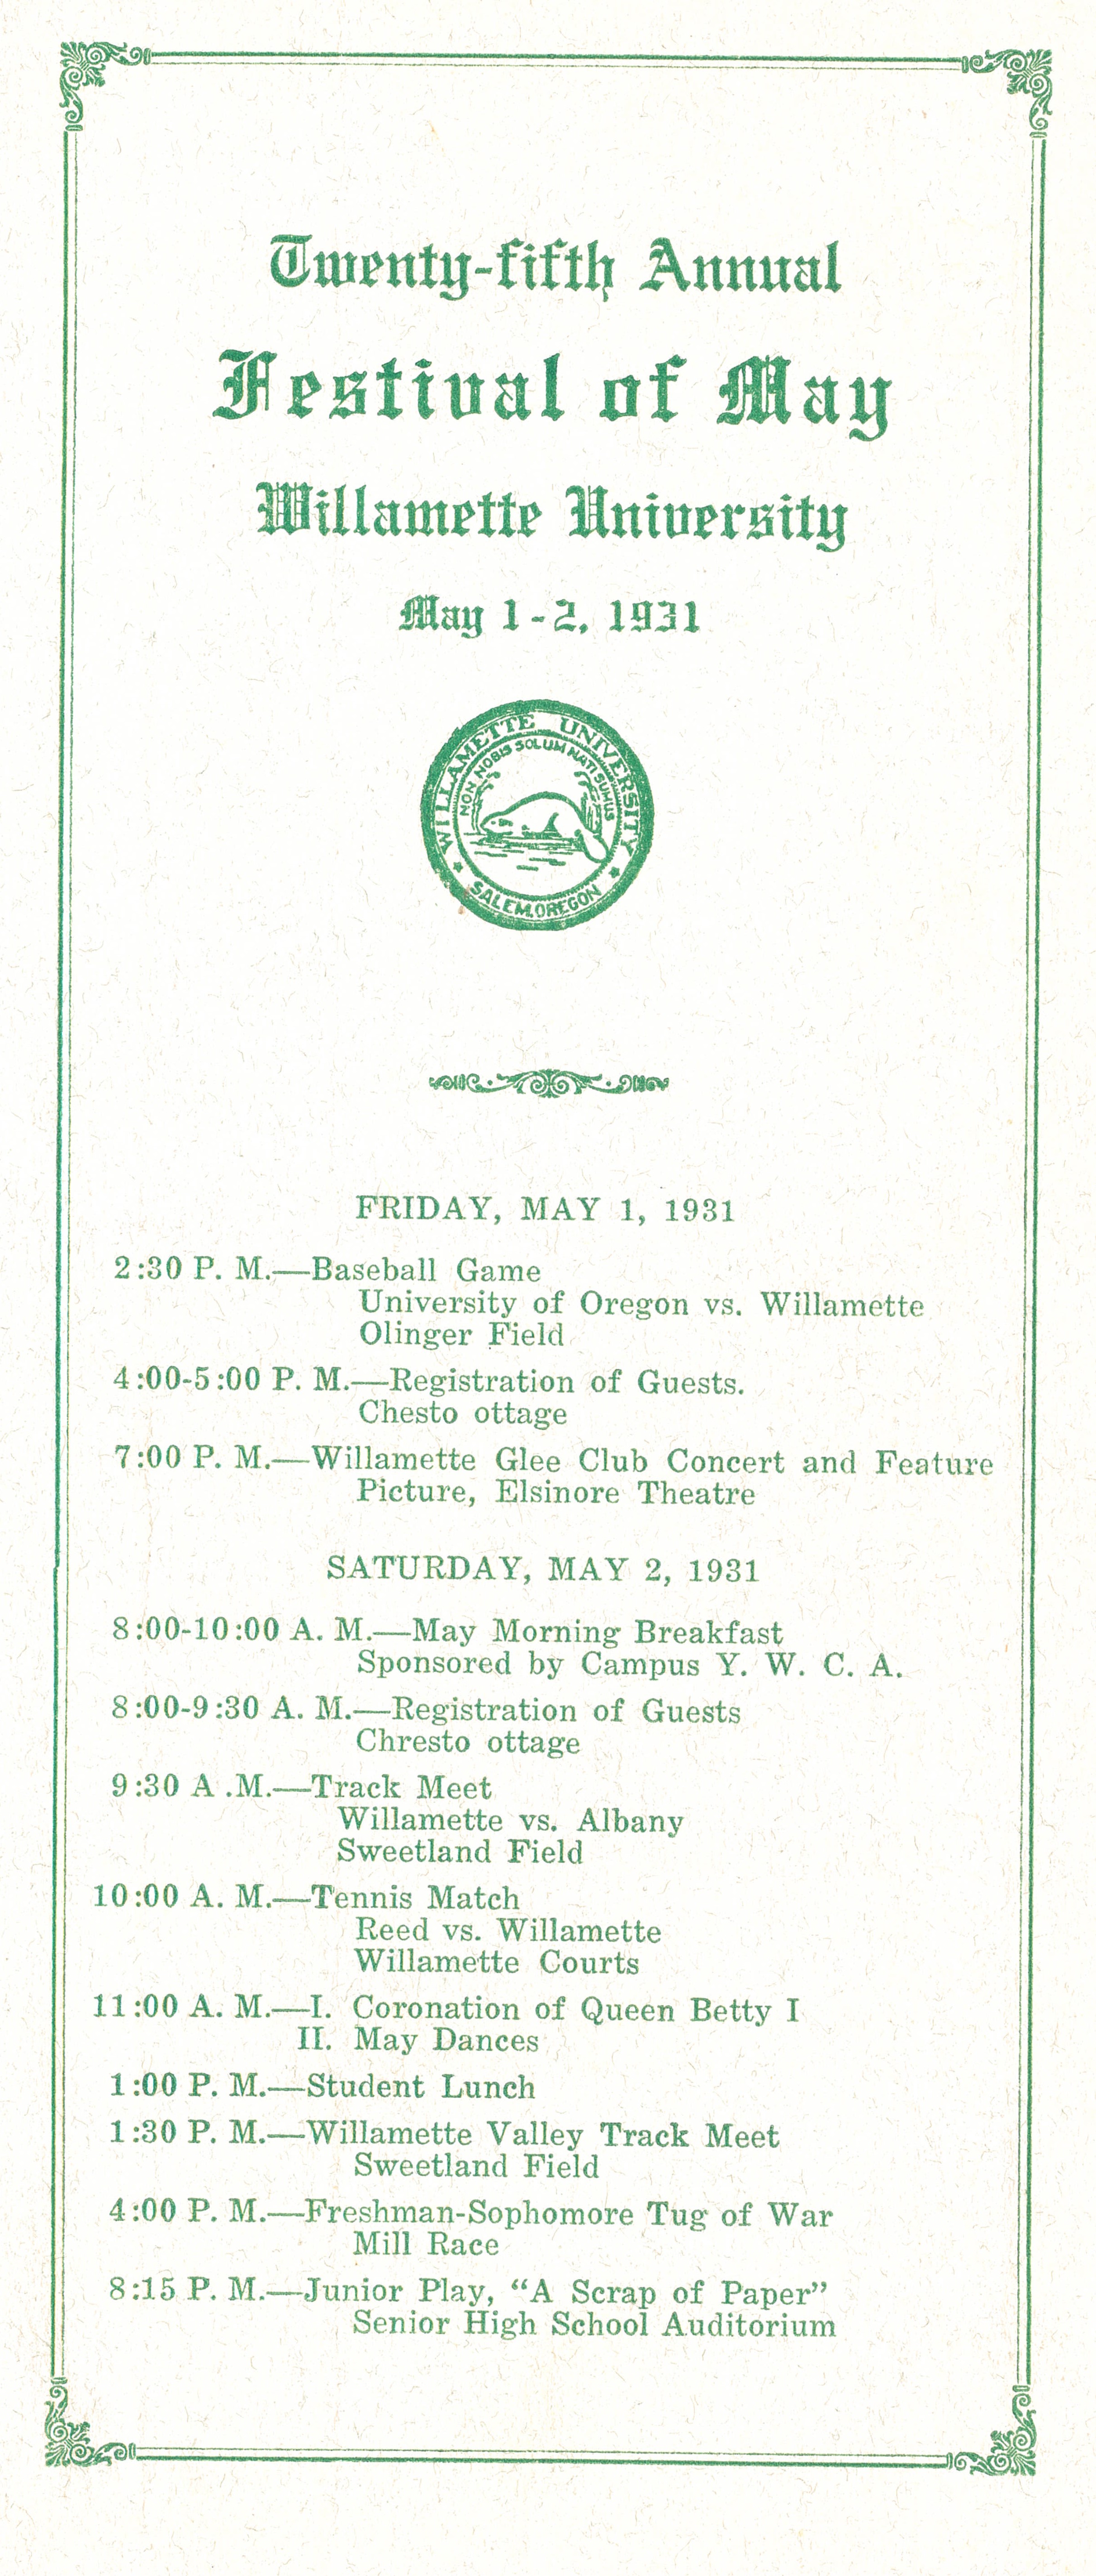 Twenty-fifth Annual
Festival of May
Willamette University
May 1-2, 1931
WILLAMETTE UNIVERSITY
NON NOBIS SOLUM NATI SUMUS
SALEM, OREGON
FRIDAY, MAY 1, 1931
2:30 P. M.—Baseball Game
University of Oregon vs. Willamette
Olinger Field
4:00-5:00 P. M.—Registration of Guests.
Chesto ottage
7:00 P. M.—Willamette Glee Club Concert and Feature
Picture, Elsinore Theatre
SATURDAY, MAY 2, 1931
8:00-10:00 A. M.—May Morning Breakfast
Sponsored by Campus Y. W. C. A.
8:00-9:30 A. M.—Registration of Guests
Chresto ottage
9:30 A .M.—Track Meet
Willamette vs. Albany
Sweetland Field
10:00 A. M.—Tennis Match
Reed vs. Willamette
Willamette Courts
11:00 A. M.—I. Coronation of Queen Betty I
II. May Dances
1:00 P. M.—Student Lunch
1:30 P. M.—Willamette Valley Track Meet
Sweetland Field
4:00 P. M.—Freshman-Sophomore Tug of War
Mill Race
8:15 P. M.—Junior Play, “A Scrap of Paper”
Senior High School Auditorium